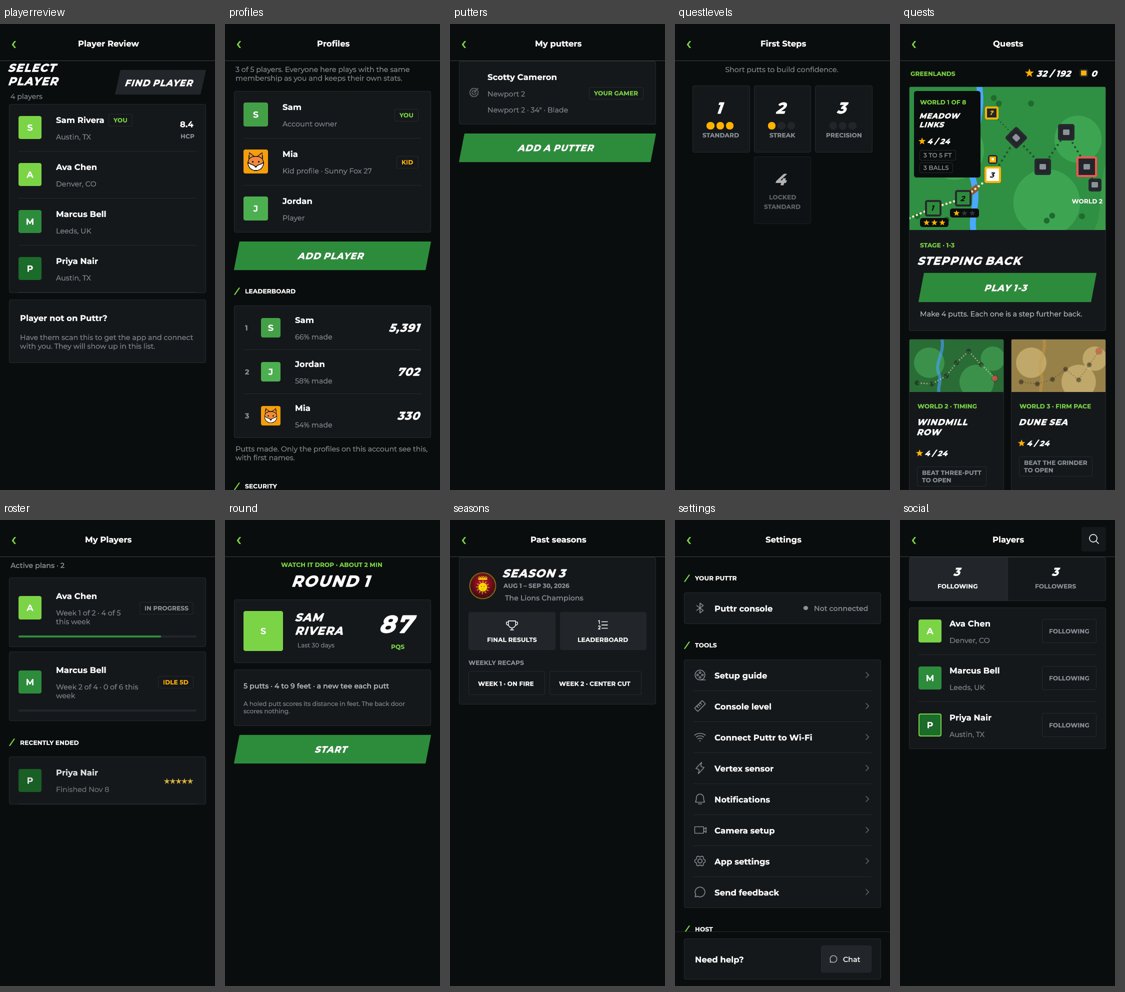 playerreview
Player Review
SELECT
PLAYER
FIND PLAYER
4 players
S
Sam Rivera
YOU
Austin, TX
8.4
HCP
A
Ava Chen
Denver, CO
M
Marcus Bell
Leeds, UK
P
Priya Nair
Austin, TX
Player not on Puttr?
Have them scan this to get the app and connect
with you. They will show up in this list.
profiles
Profiles
3 of 5 players. Everyone here plays with the same
membership as you and keeps their own stats.
S
Sam
Account owner
YOU
Mia
Kid profile · Sunny Fox 27
KID
J
Jordan
Player
ADD PLAYER
LEADERBOARD
1
S
Sam
66% made
5,391
2
J
Jordan
58% made
702
3
Mia
54% made
330
Putts made. Only the profiles on this account see this,
with first names.
SECURITY
putters
My putters
Scotty Cameron
Newport 2
Newport 2 · 34" · Blade
YOUR GAMER
ADD A PUTTER
questlevels
First Steps
Short putts to build confidence.
1
STANDARD
2
STREAK
3
PRECISION
4
LOCKED
STANDARD
quests
Quests
GREENLANDS
32 / 192
0
WORLD 1 OF 8
MEADOW
LINKS
4 / 24
3 TO 5 FT
3 BALLS
7
3
2
1
WORLD 2
STAGE · 1-3
STEPPING BACK
PLAY 1-3
Make 4 putts. Each one is a step further back.
WORLD 2 · TIMING
WINDMILL
ROW
4 / 24
BEAT THREE-PUTT
TO OPEN
WORLD 3 · FIRM PACE
DUNE SEA
4 / 24
BEAT THE GRINDER
TO OPEN
roster
My Players
Active plans · 2
A
Ava Chen
Week 1 of 2 · 4 of 5
this week
IN PROGRESS
M
Marcus Bell
Week 2 of 4 · 0 of 6 this
week
IDLE 5D
RECENTLY ENDED
P
Priya Nair
Finished Nov 8
round
WATCH IT DROP · ABOUT 2 MIN
ROUND 1
S
SAM
RIVERA
Last 30 days
87
PQS
5 putts · 4 to 9 feet · a new tee each putt
A holed putt scores its distance in feet. The back door
scores nothing.
START
seasons
Past seasons
SEASON 3
AUG 1 – SEP 30, 2026
The Lions Champions
FINAL RESULTS
LEADERBOARD
WEEKLY RECAPS
WEEK 1 · ON FIRE
WEEK 2 · CENTER CUT
settings
Settings
YOUR PUTTR
Puttr console
Not connected
TOOLS
Setup guide
Console level
Connect Puttr to Wi-Fi
Vertex sensor
Notifications
Camera setup
App settings
Send feedback
HOST
Need help?
Chat
social
Players
3
FOLLOWING
3
FOLLOWERS
A
Ava Chen
Denver, CO
FOLLOWING
M
Marcus Bell
Leeds, UK
FOLLOWING
P
Priya Nair
Austin, TX
FOLLOWING